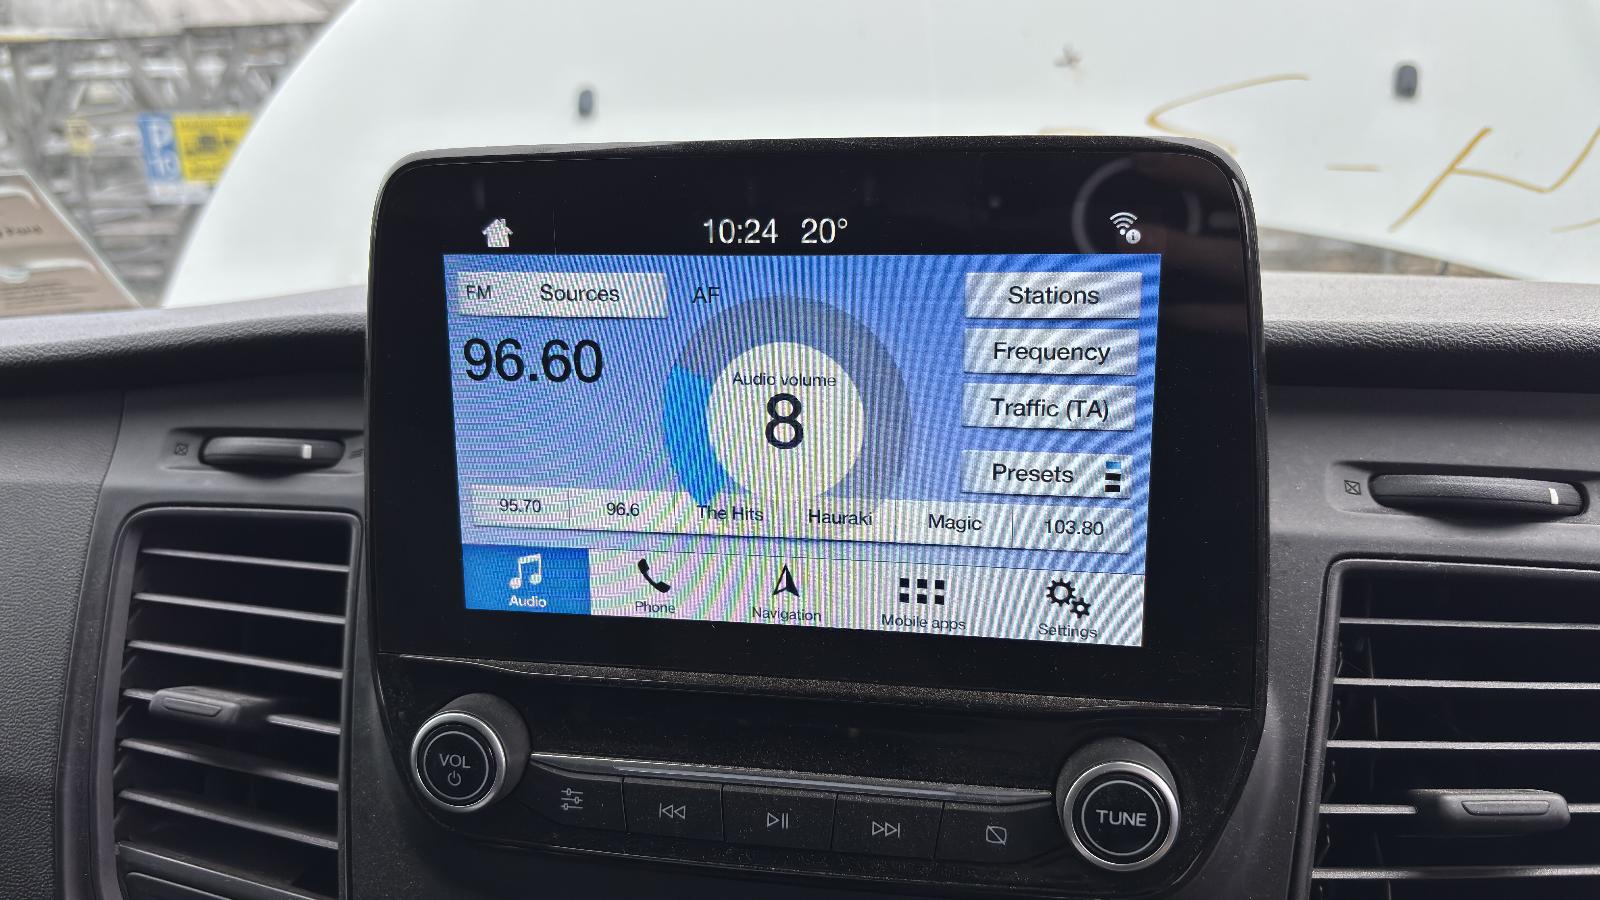 P
10
10:24 20°
FM Sources AF
Stations
96.60
Frequency
Audio volume
8
Traffic (TA)
Presets
95.70 96.6 The Hits Hauraki Magic 103.80
Audio Phone Navigation Mobile apps Settings
VOL
TUNE